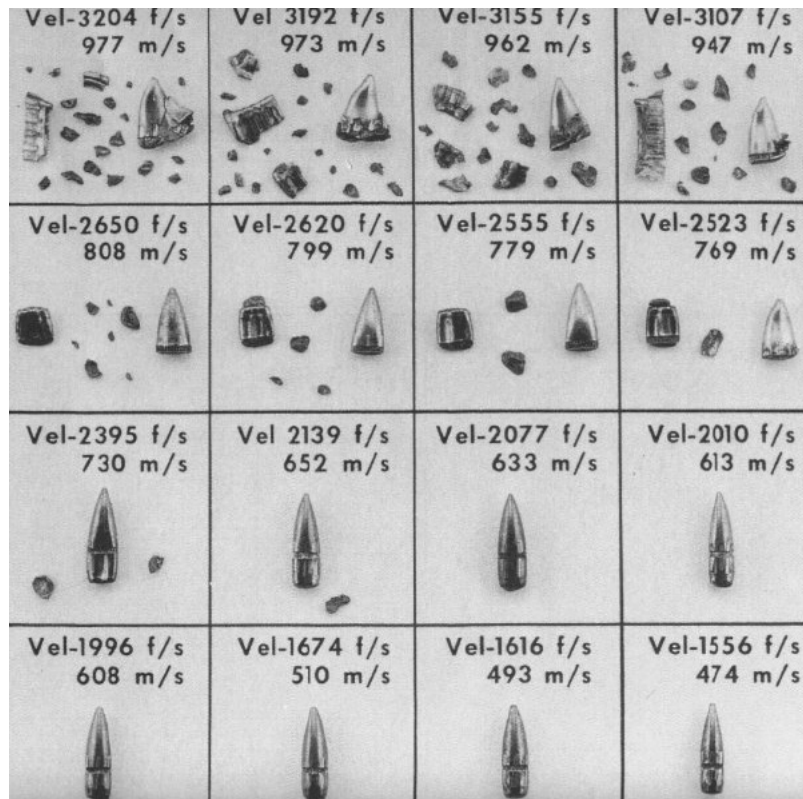 Vel-3204 f/s
977 m/s
Vel 3192 f/s
973 m/s
Vel-3155 f/s
962 m/s
Vel-3107 f/s
947 m/s
Vel-2650 f/s
808 m/s
Vel-2620 f/s
799 m/s
Vel-2555 f/s
779 m/s
Vel-2523 f/s
769 m/s
Vel-2395 f/s
730 m/s
Vel 2139 f/s
652 m/s
Vel-2077 f/s
633 m/s
Vel-2010 f/s
613 m/s
Vel-1996 f/s
608 m/s
Vel-1674 f/s
510 m/s
Vel-1616 f/s
493 m/s
Vel-1556 f/s
474 m/s